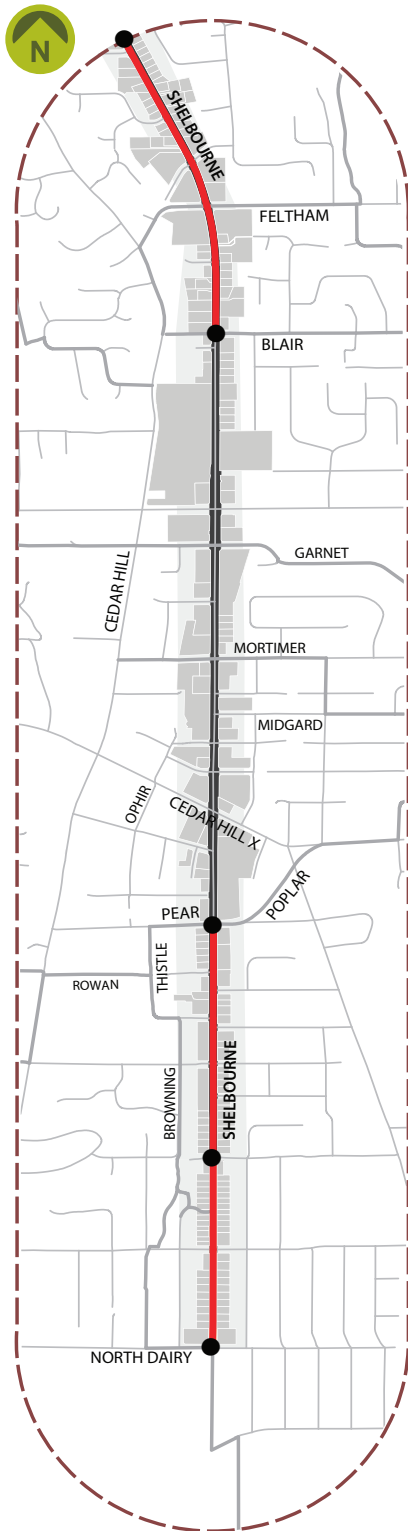 N
SHELBOURNE
FELTHAM
BLAIR
GARNET
CEDAR HILL
MORTIMER
MIDGARD
OPHIR
CEDAR HILL X
POPLAR
PEAR
THISTLE
ROWAN
SHELBOURNE
BROWNING
NORTH DAIRY